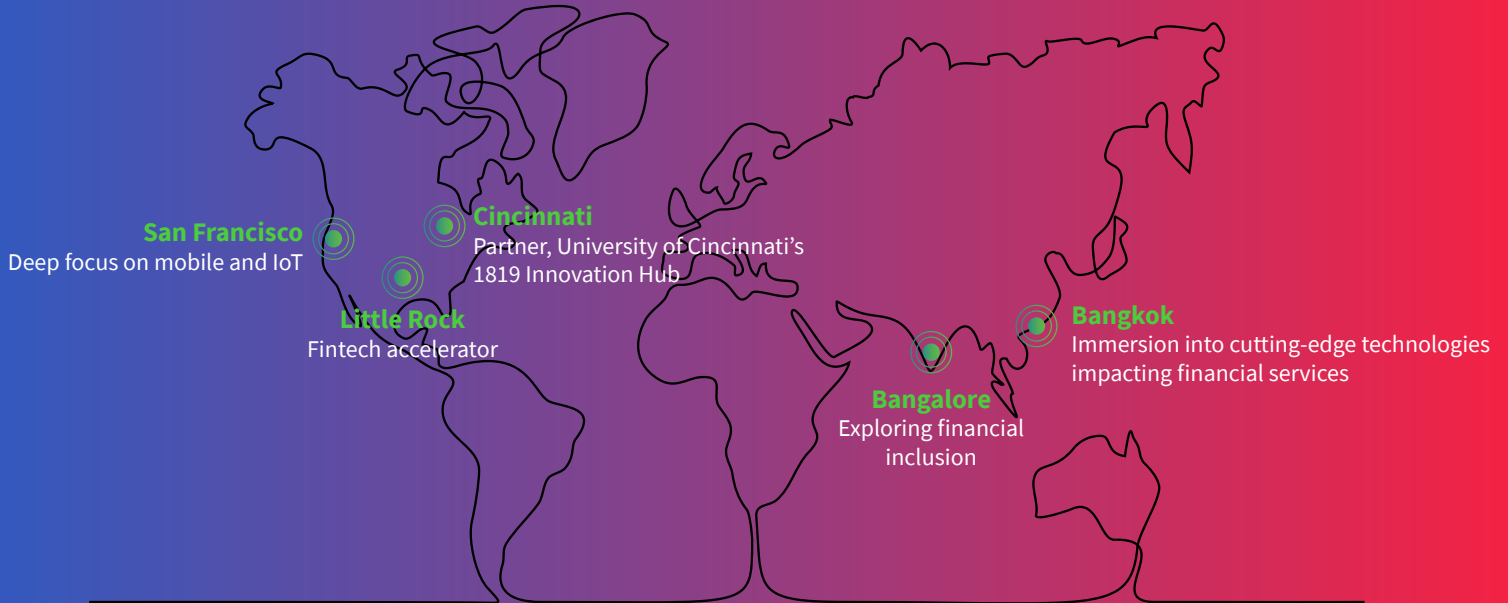 San Francisco
Deep focus on mobile and IoT
Cincinnati
Partner, University of Cincinnati’s
1819 Innovation Hub
Little Rock
Fintech accelerator
Bangalore
Exploring financial
inclusion
Bangkok
Immersion into cutting-edge technologies
impacting financial services